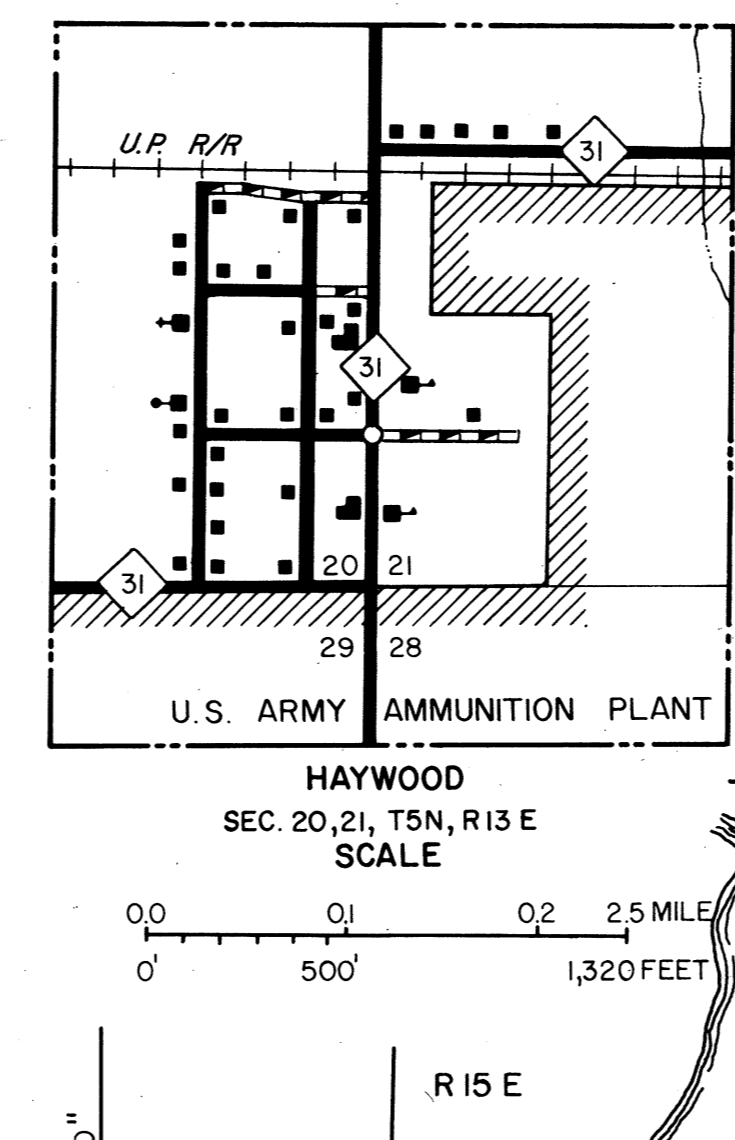 U.P. R/R
31
31
20 21
31
29 28
U.S. ARMY AMMUNITION PLANT
HAYWOOD
SEC. 20,21, T5N, R13 E
SCALE
0.0 0.1 0.2 2.5 MILE
0' 500' 1,320 FEET
R 15 E